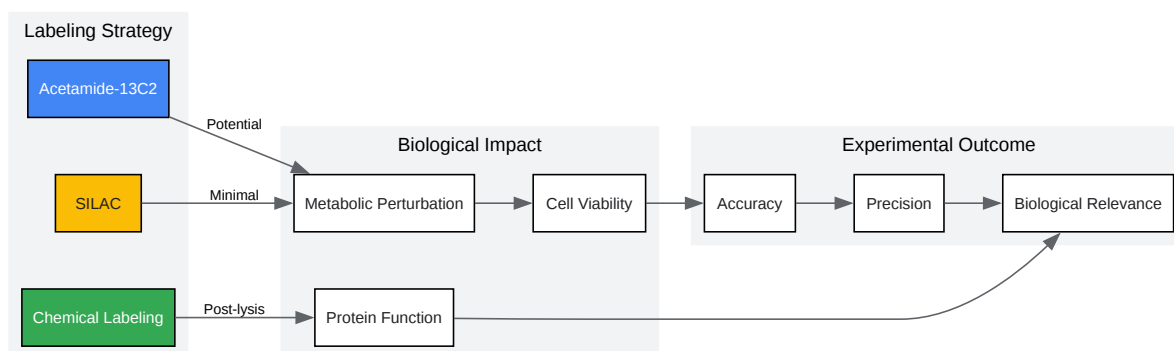 Labeling Strategy
Acetamide-13C2
Potential
Biological Impact
Experimental Outcome
SILAC
Minimal
Metabolic Perturbation
Cell Viability
Accuracy
Precision
Biological Relevance
Chemical Labeling
Post-lysis
Protein Function